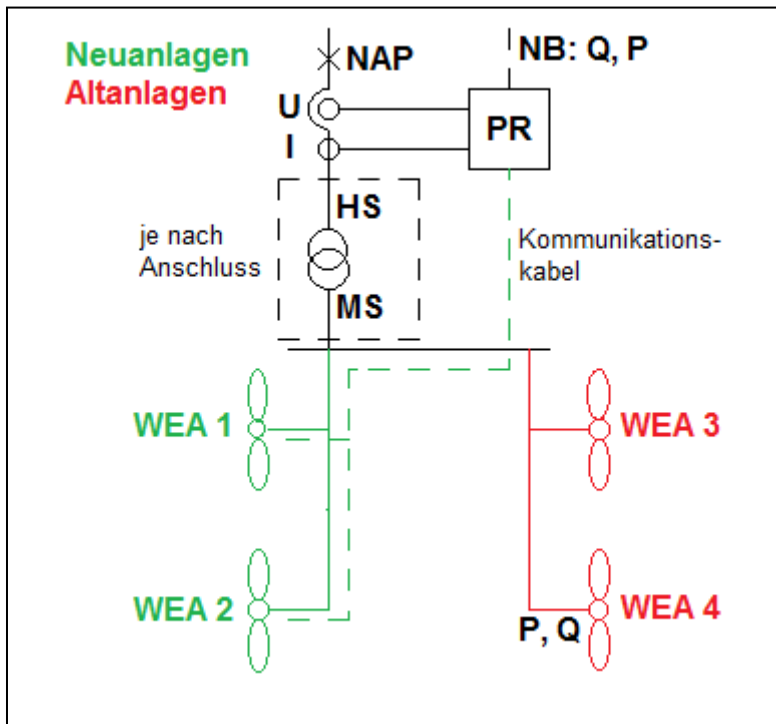 Neuanlagen
Altanlagen
NAP
NB: Q, P
U
I
PR
HS
MS
je nach
Anschluss
Kommunikations-
kabel
WEA 1
WEA 3
WEA 2
WEA 4
P, Q